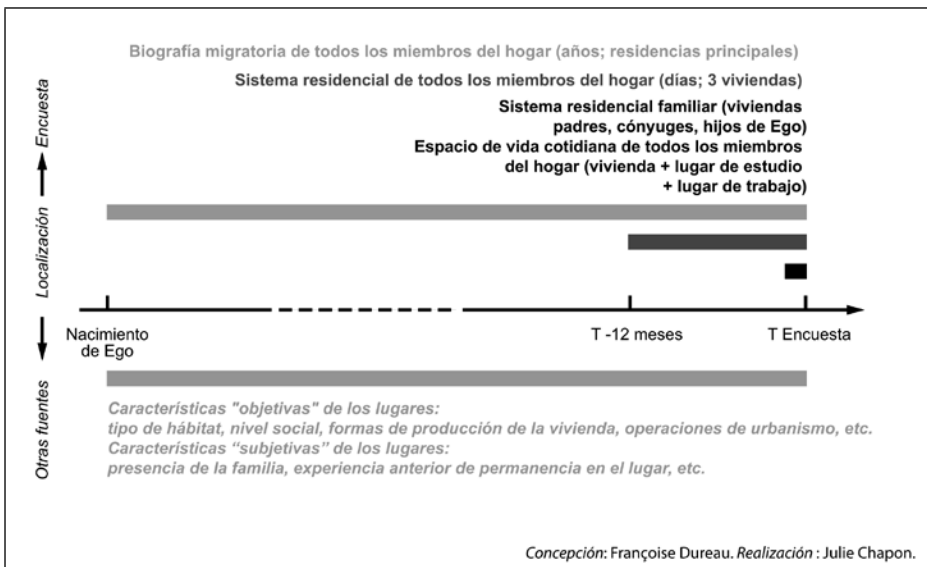 Biografía migratoria de todos los miembros del hogar (años; residencias principales)
Sistema residencial de todos los miembros del hogar (días; 3 viviendas)
Sistema residencial familiar (viviendas
padres, cónyuges, hijos de Ego)
Espacio de vida cotidiana de todos los miembros
del hogar (vivienda + lugar de estudio
+ lugar de trabajo)
Encuesta
Localización
Otras fuentes
Nacimiento
de Ego
T -12 meses
T Encuesta
Características "objetivas" de los lugares:
tipo de hábitat, nivel social, formas de producción de la vivienda, operaciones de urbanismo, etc.
Características “subjetivas” de los lugares:
presencia de la familia, experiencia anterior de permanencia en el lugar, etc.
Concepción: Françoise Dureau. Realización : Julie Chapon.